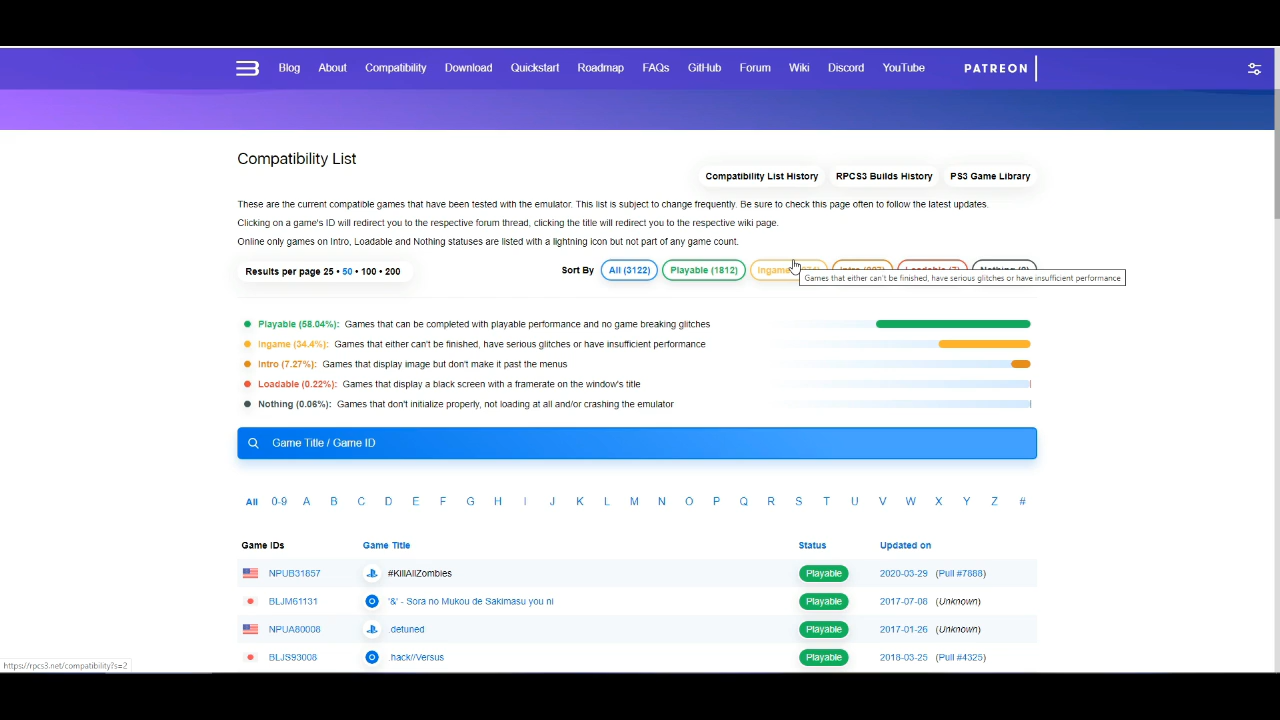 Blog About Compatibility Download Quickstart Roadmap FAQs GitHub Forum Wiki Discord YouTube PATREON
Compatibility List
Compatibility List History RPCS3 Builds History PS3 Game Library
These are the current compatible games that have been tested with the emulator. This list is subject to change frequently. Be sure to check this page often to follow the latest updates.
Clicking on a game's ID will redirect you to the respective forum thread, clicking the title will redirect you to the respective wiki page.
Online only games on Intro, Loadable and Nothing statuses are listed with a lightning icon but not part of any game count.
Results per page 25 • 50 • 100 • 200
Sort By All (3122) Playable (1812) Ingame
Games that either can't be finished, have serious glitches or have insufficient performance
Playable (58.04%): Games that can be completed with playable performance and no game breaking glitches
Ingame (34.4%): Games that either can't be finished, have serious glitches or have insufficient performance
Intro (7.27%): Games that display image but don't make it past the menus
Loadable (0.22%): Games that display a black screen with a framerate on the window's title
Nothing (0.06%): Games that don't initialize properly, not loading at all and/or crashing the emulator
Game Title / Game ID
All 0-9 A B C D E F G H I J K L M N O P Q R S T U V W X Y Z #
Game IDs Game Title Status Updated on
NPUB31857 #KillAllZombies Playable 2020-03-29 (Pull #7888)
BLJM61131 '&' - Sora no Mukou de Sakimasu you ni Playable 2017-07-08 (Unknown)
NPUA80008 .detuned Playable 2017-01-26 (Unknown)
BLJS93008 .hack//Versus Playable 2018-03-25 (Pull #4325)
https://rpcs3.net/compatibility?s=2